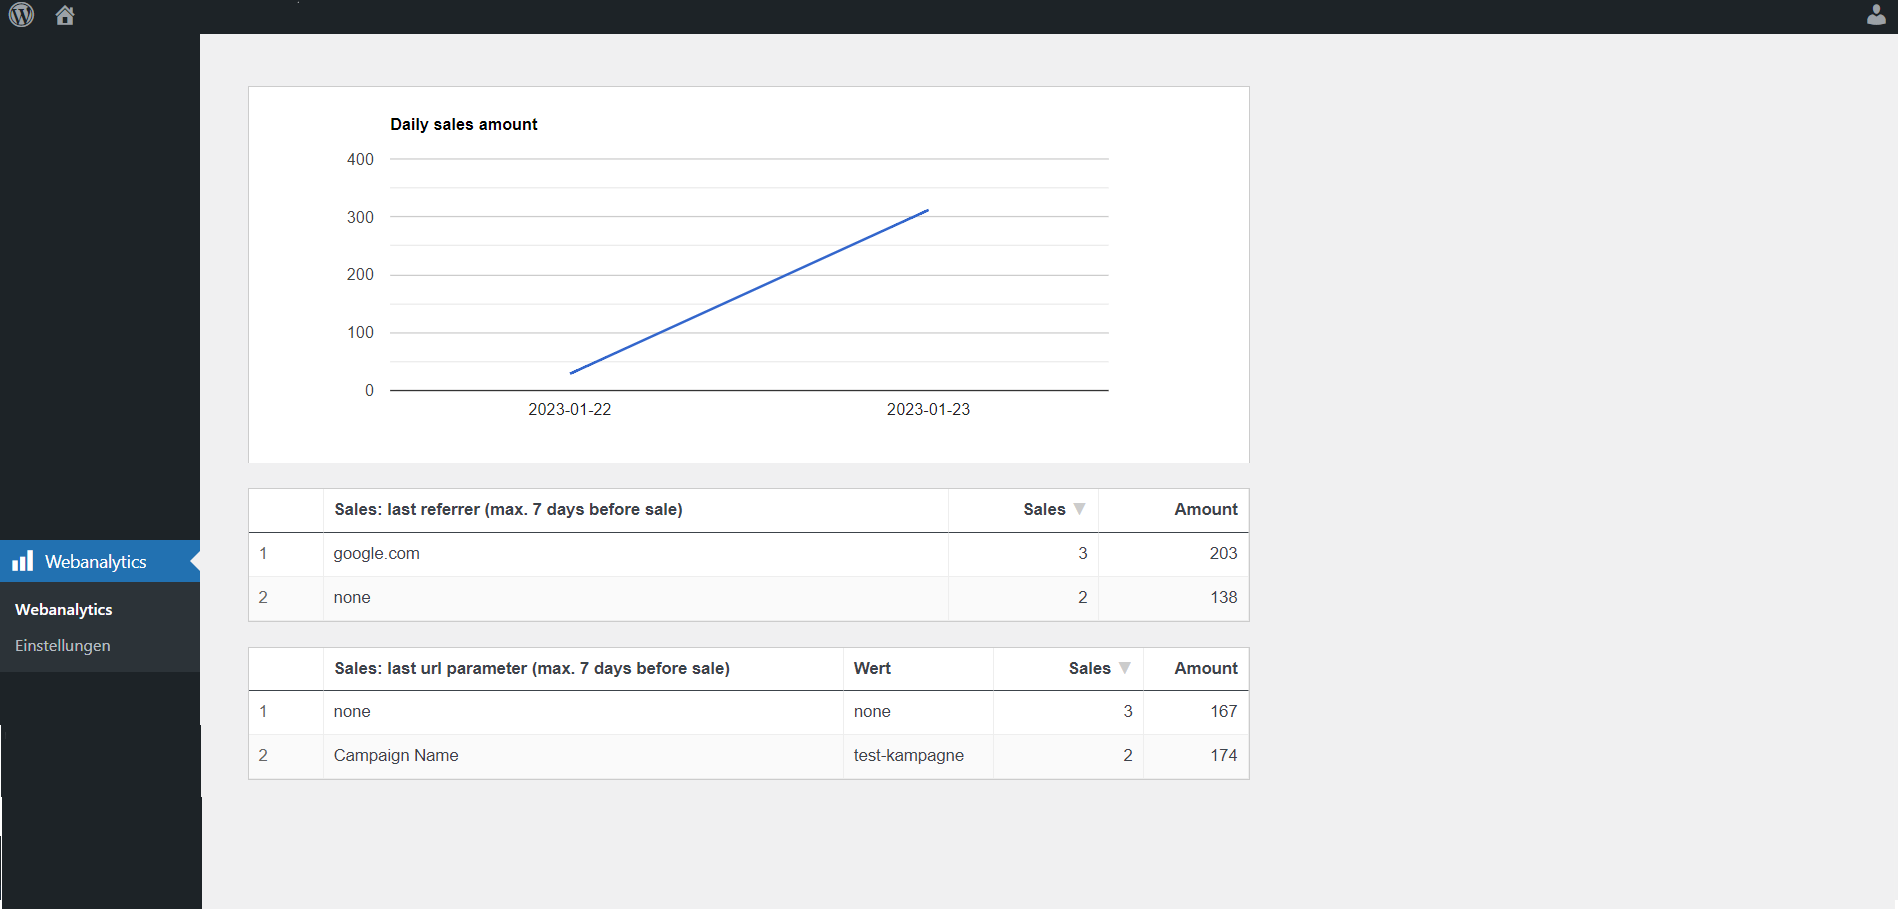 Daily sales amount
400
300
200
100
0
2023-01-22 2023-01-23
Sales: last referrer (max. 7 days before sale) Sales ▼ Amount
1 google.com 3 203
2 none 2 138
Webanalytics
Webanalytics
Einstellungen
Sales: last url parameter (max. 7 days before sale) Wert Sales ▼ Amount
1 none none 3 167
2 Campaign Name test-kampagne 2 174